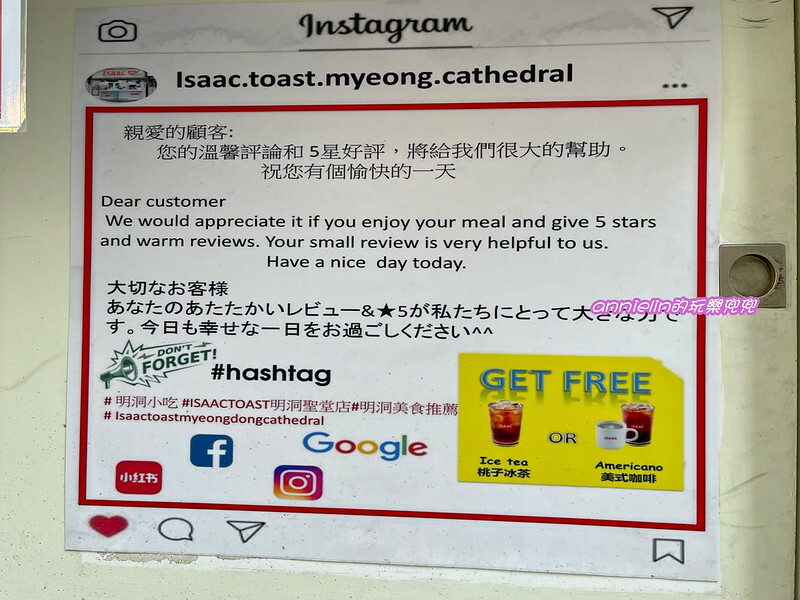 Instagram
Isaac.toast.myeong.cathedral
親愛的顧客:
您的溫馨評論和 5星好評，將給我們很大的幫助。
祝您有個愉快的一天
Dear customer
We would appreciate it if you enjoy your meal and give 5 stars
and warm reviews. Your small review is very helpful to us.
Have a nice day today.
大切なお客様
あなたのあたたかいレビュー&★5が私たちにとって大きな力で
す。今日も幸せな一日をお過ごしください^^
annielin的玩樂兜兜
DON'T
FORGET!
#hashtag
# 明洞小吃 #ISAACTOAST明洞聖堂店#明洞美食推薦
# Isaactoastmyeongdongcathedral
小红书
Google
GET FREE
OR
Ice tea
桃子冰茶
Americano
美式咖啡